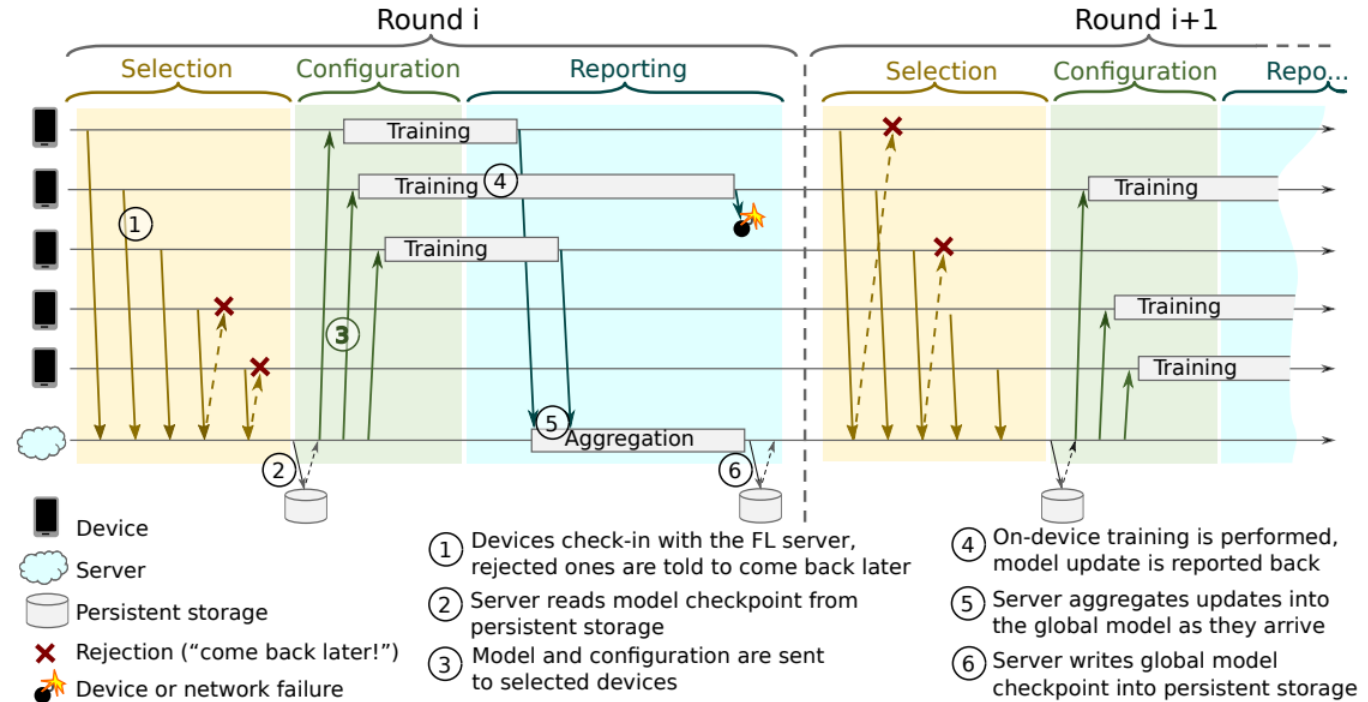 Round i
Round i+1
Selection
Configuration
Reporting
Selection
Configuration
Repo...
Training
Training
4
Training
1
3
Training
Training
Training
5
Aggregation
2
6
Device
Server
Persistent storage
Rejection (“come back later!”)
Device or network failure
1
Devices check-in with the FL server,
rejected ones are told to come back later
2
Server reads model checkpoint from
persistent storage
3
Model and configuration are sent
to selected devices
4
On-device training is performed,
model update is reported back
5
Server aggregates updates into
the global model as they arrive
6
Server writes global model
checkpoint into persistent storage